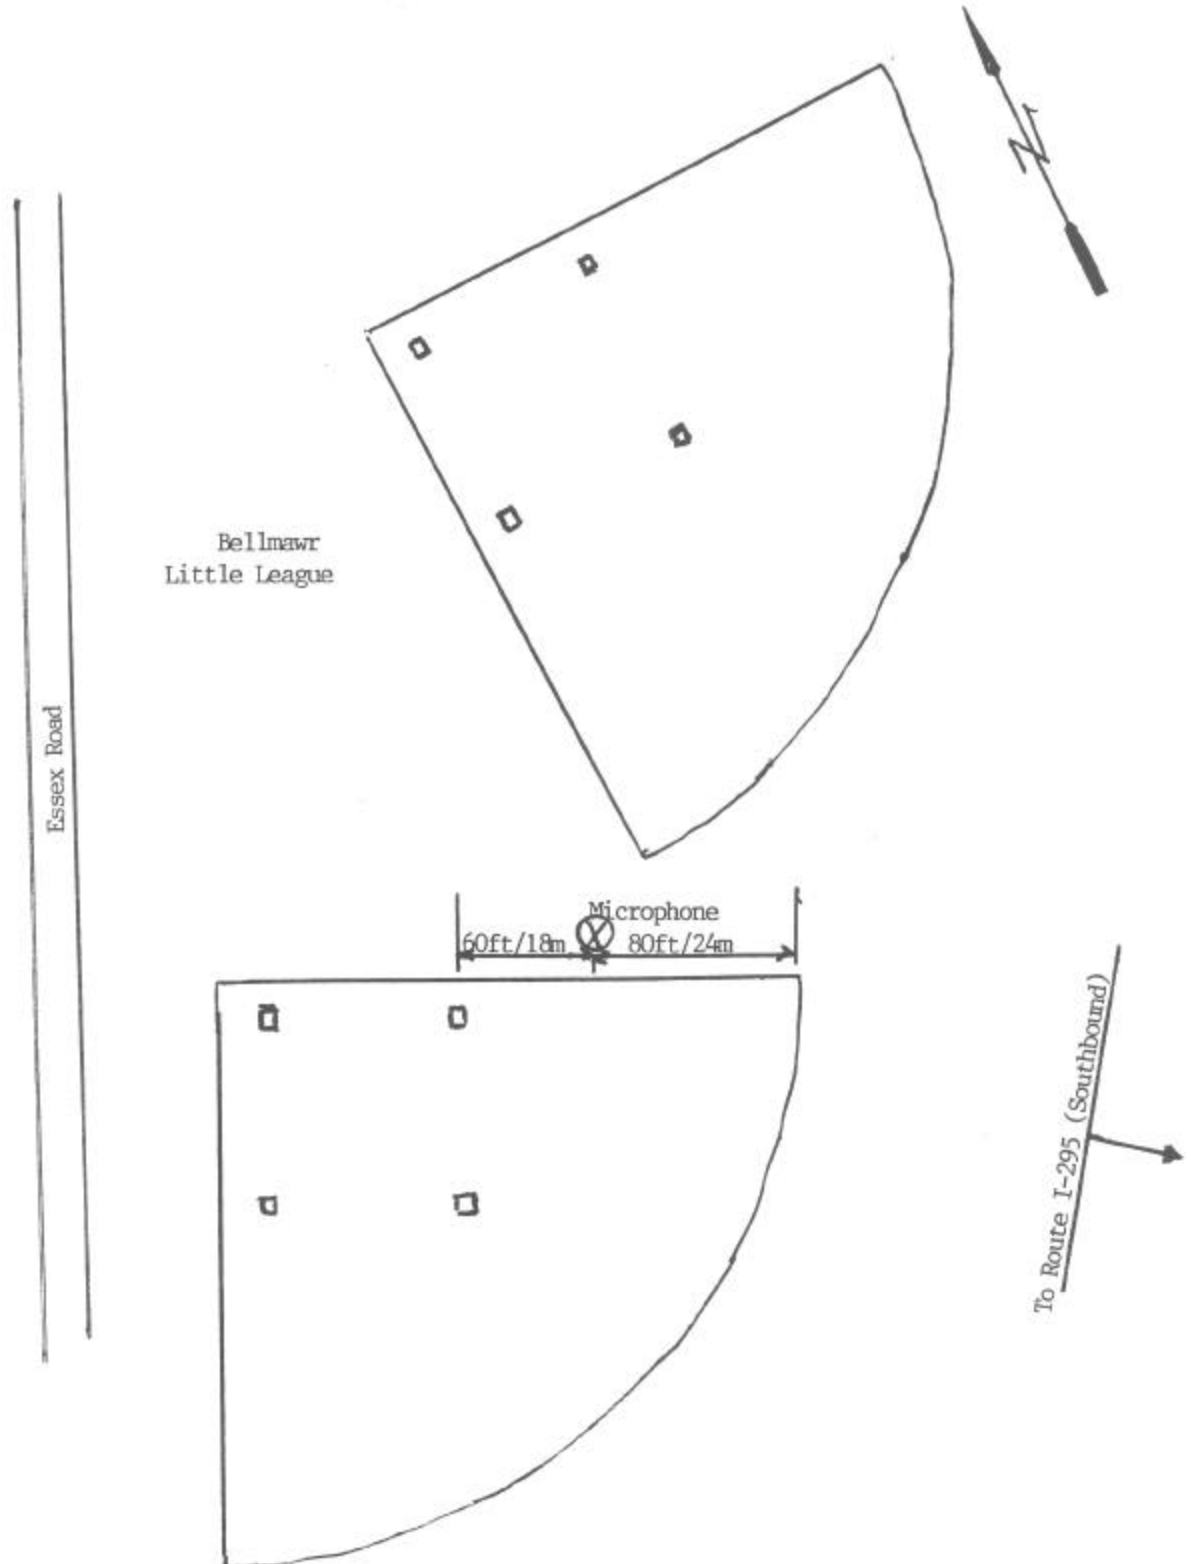 N
Bellmawr
Little League
Essex Road
Microphone
60ft/18m
80ft/24m
To Route I-295 (Southbound)